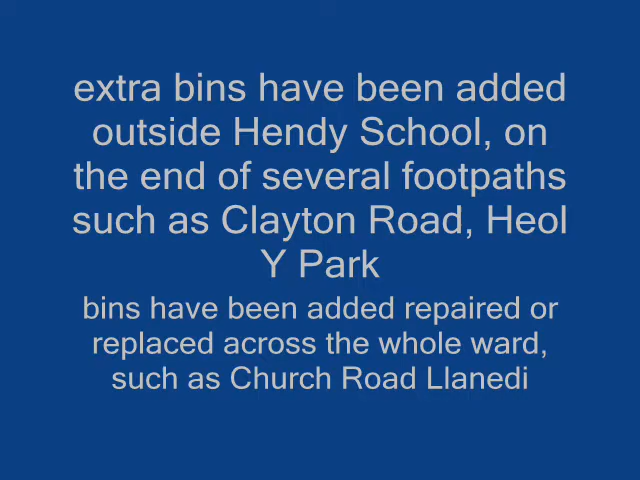 extra bins have been added
outside Hendy School, on
the end of several footpaths
such as Clayton Road, Heol
Y Park
bins have been added repaired or
replaced across the whole ward,
such as Church Road Llanedi